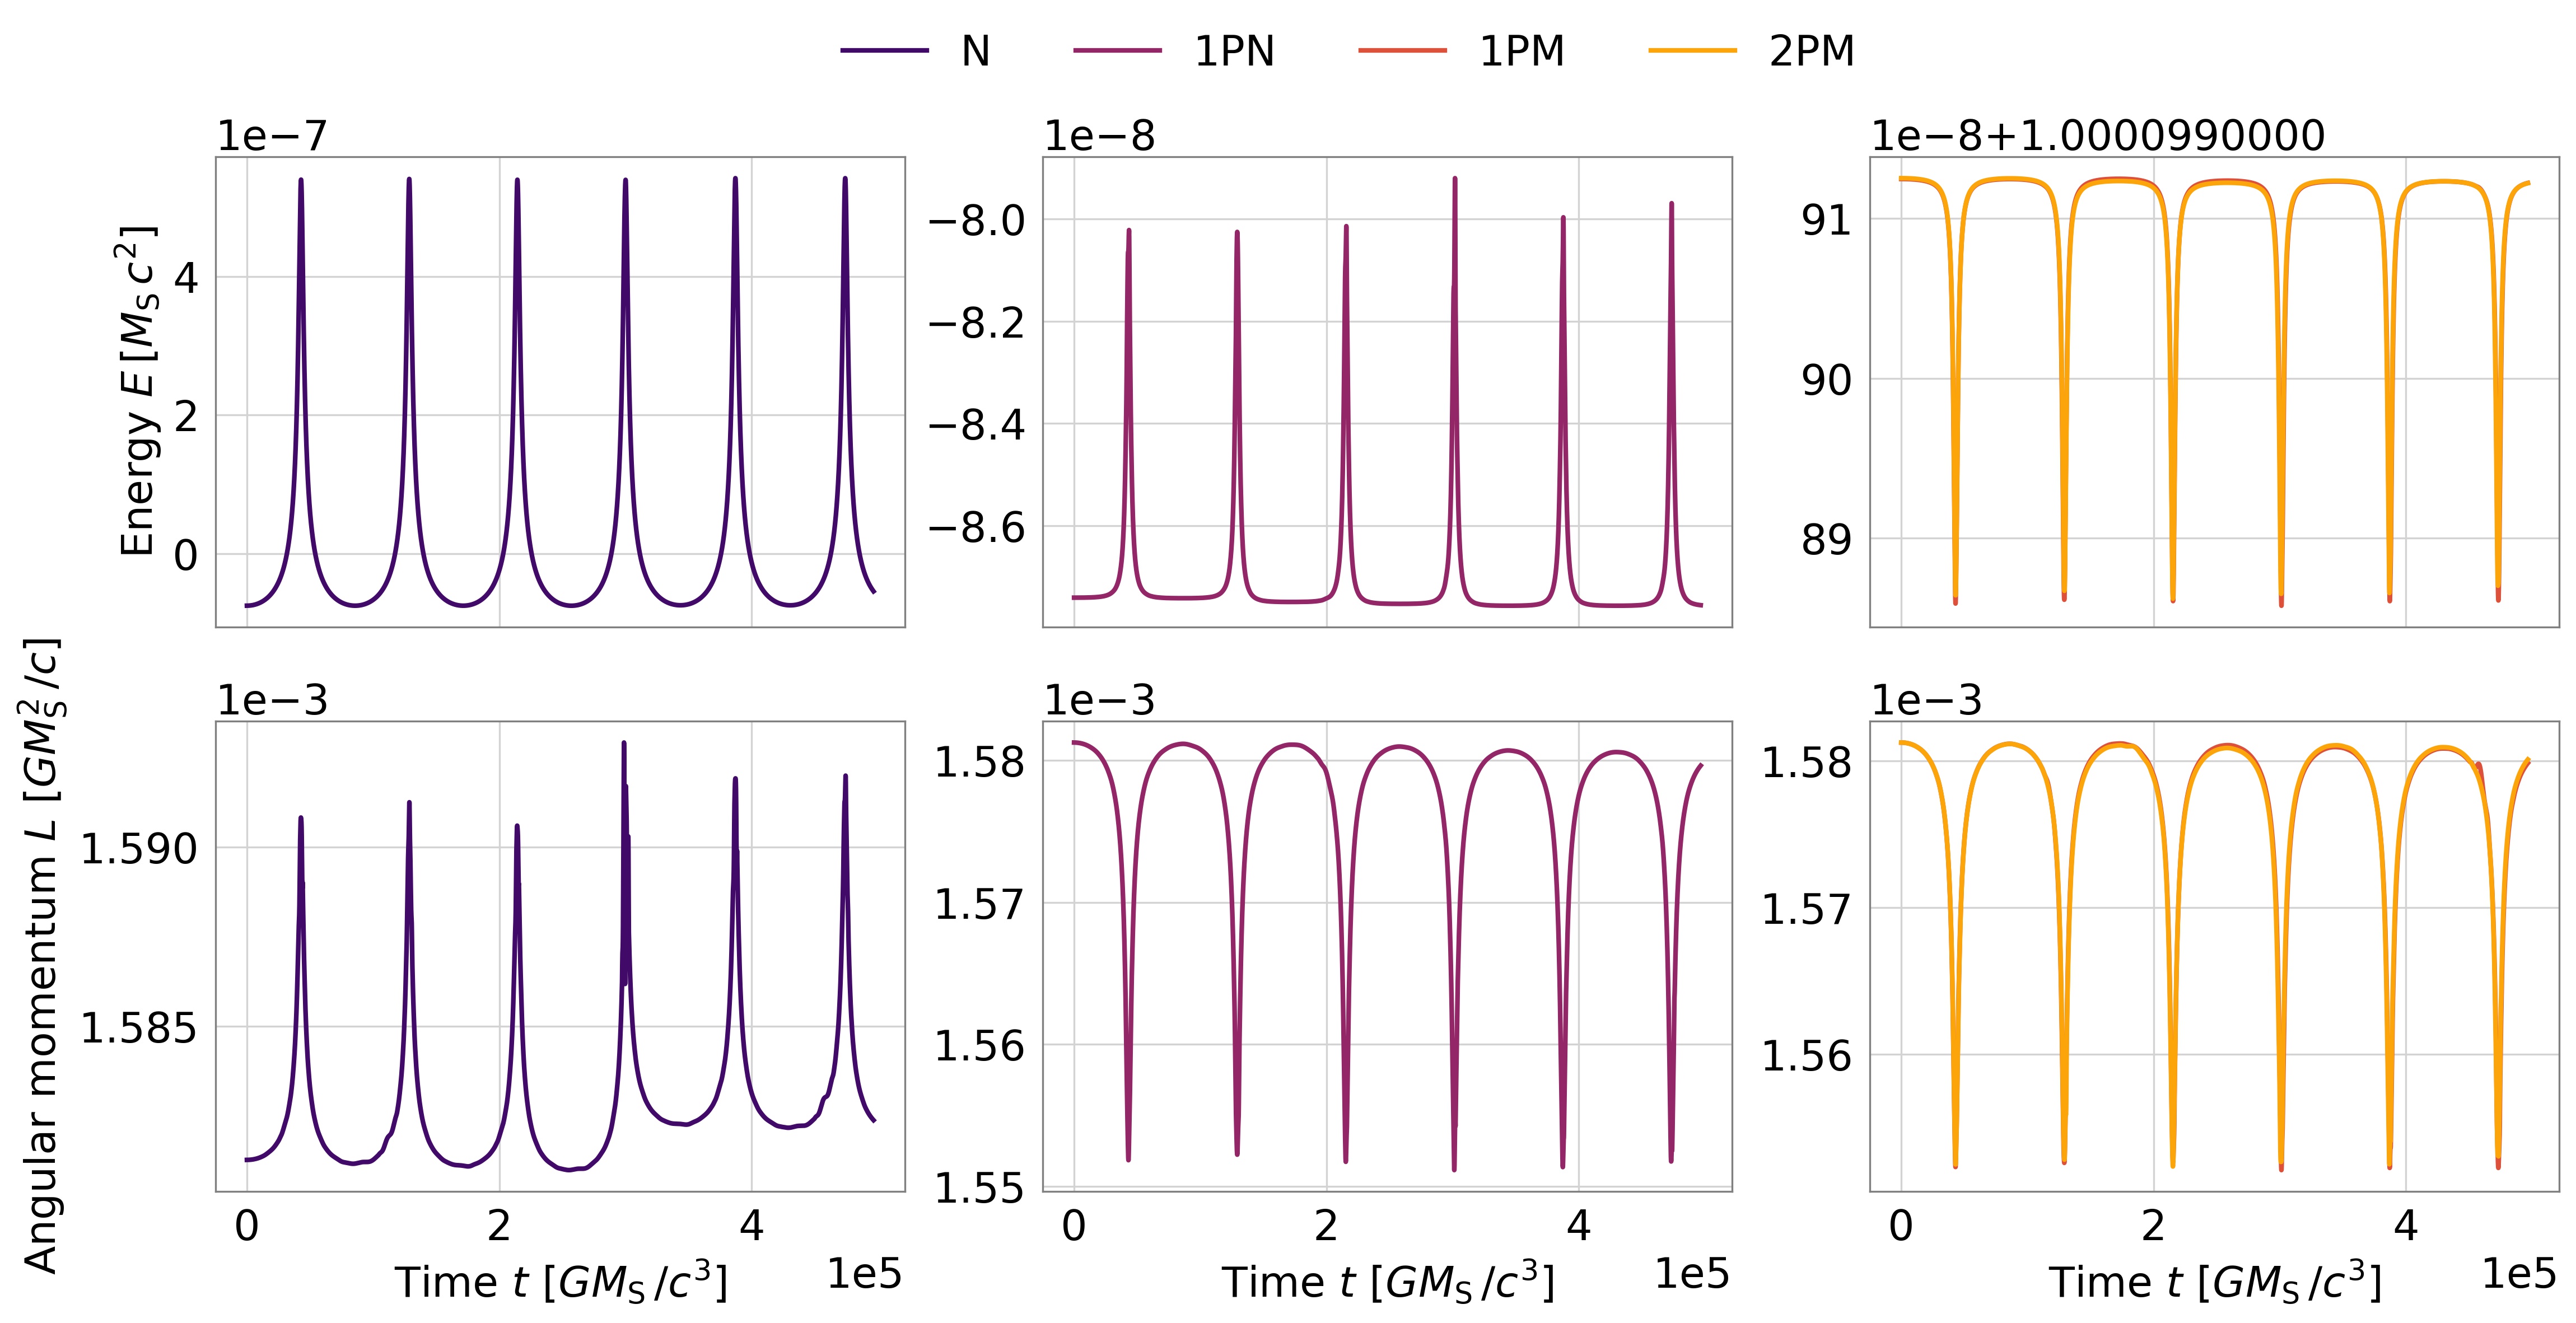 N 1PN 1PM 2PM
1e−7 1e−8 1e−8+1.0000990000
Energy E [M_S c^2]
4
2
0
−8.0
−8.2
−8.4
−8.6
91
90
89
Angular momentum L [GM_S^2/c]
1e−3 1e−3 1e−3
1.590
1.585
1.58
1.57
1.56
1.55
1.58
1.57
1.56
0 2 4 0 2 4 0 2 4
Time t [GM_S/c^3] 1e5 Time t [GM_S/c^3] 1e5 Time t [GM_S/c^3] 1e5